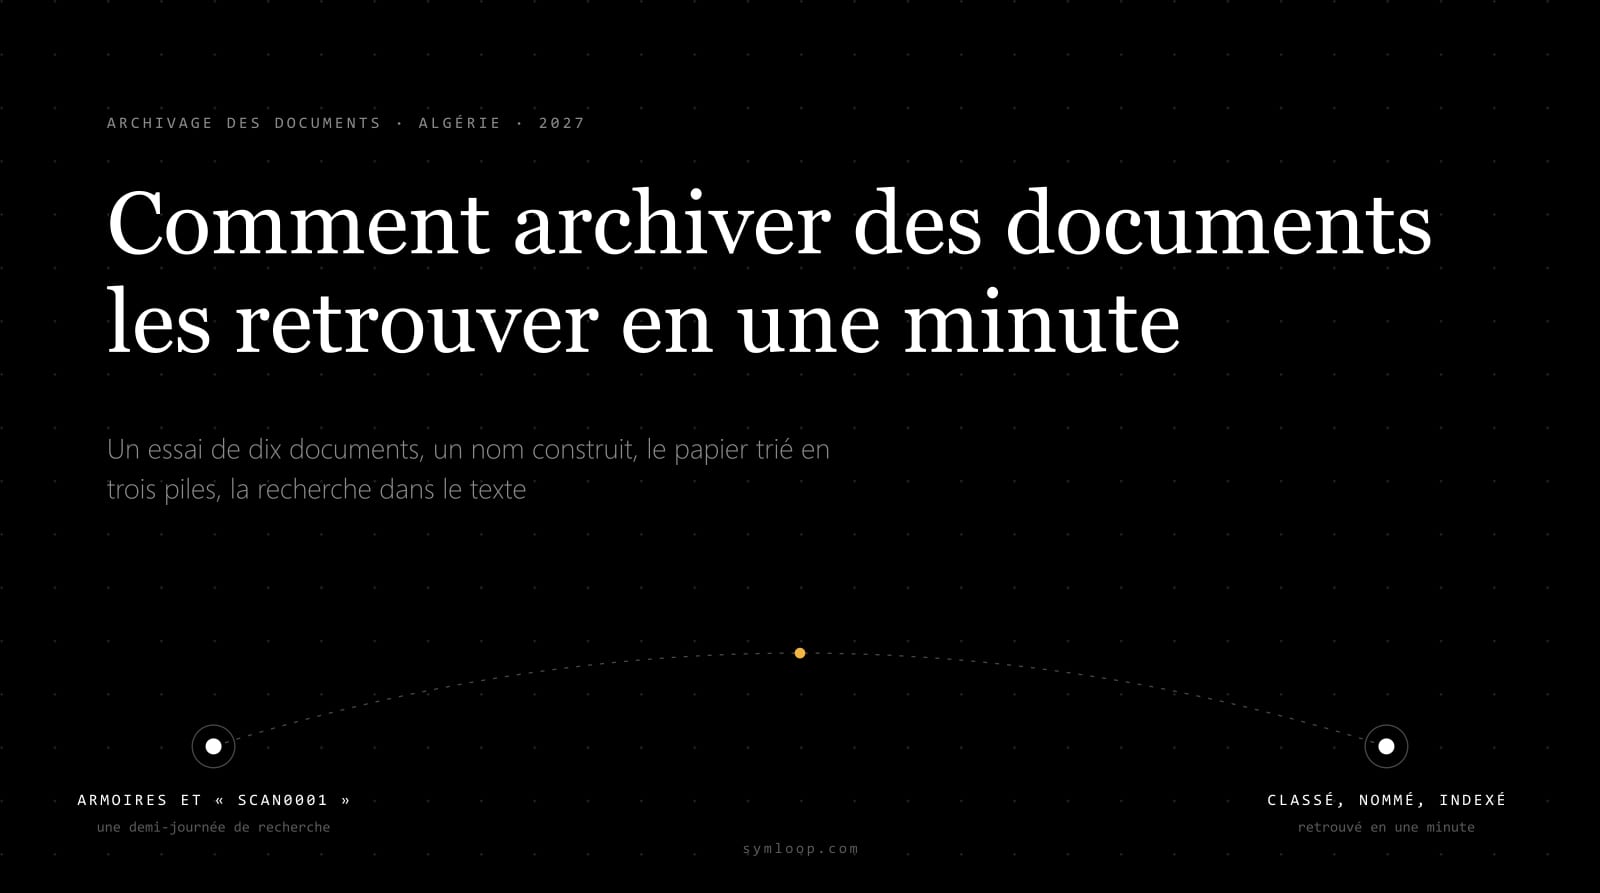 ARCHIVAGE DES DOCUMENTS · ALGÉRIE · 2027
Comment archiver des documents
les retrouver en une minute
Un essai de dix documents, un nom construit, le papier trié en
trois piles, la recherche dans le texte
ARMOIRES ET « SCAN0001 »
une demi-journée de recherche
CLASSÉ, NOMMÉ, INDEXÉ
retrouvé en une minute
symloop.com